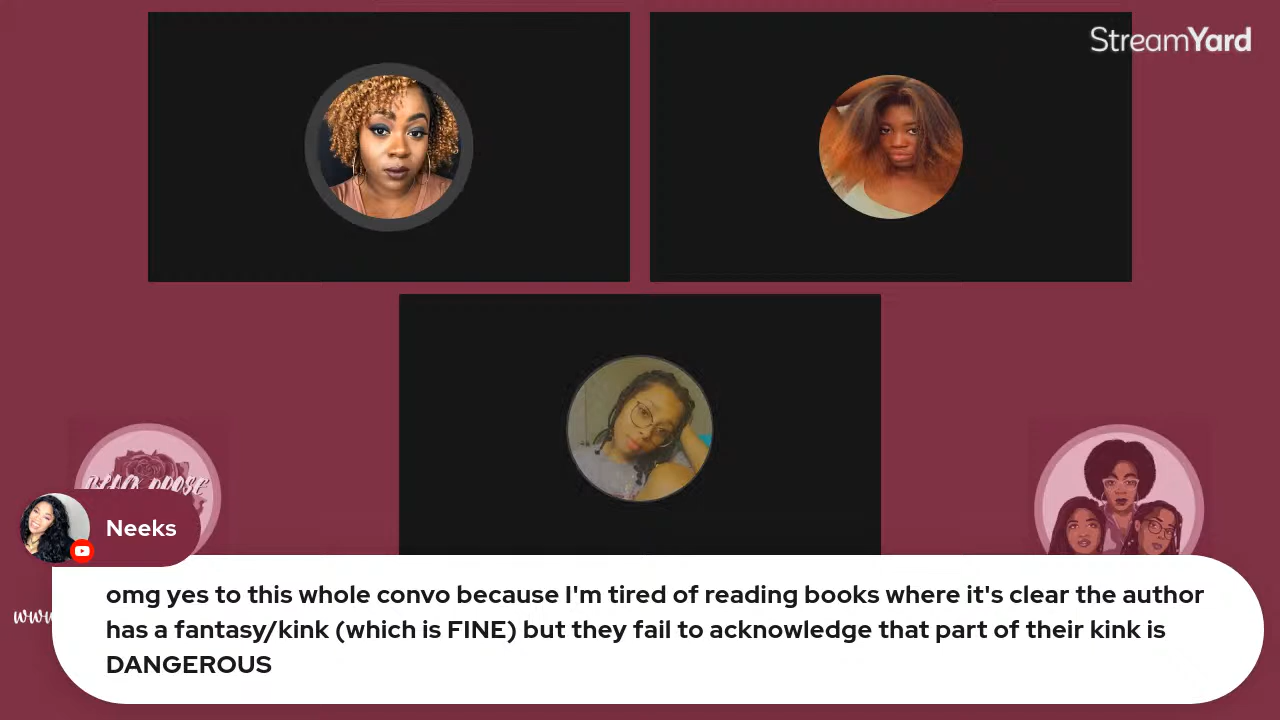 StreamYard
Neeks
omg yes to this whole convo because I'm tired of reading books where it's clear the author
has a fantasy/kink (which is FINE) but they fail to acknowledge that part of their kink is
DANGEROUS